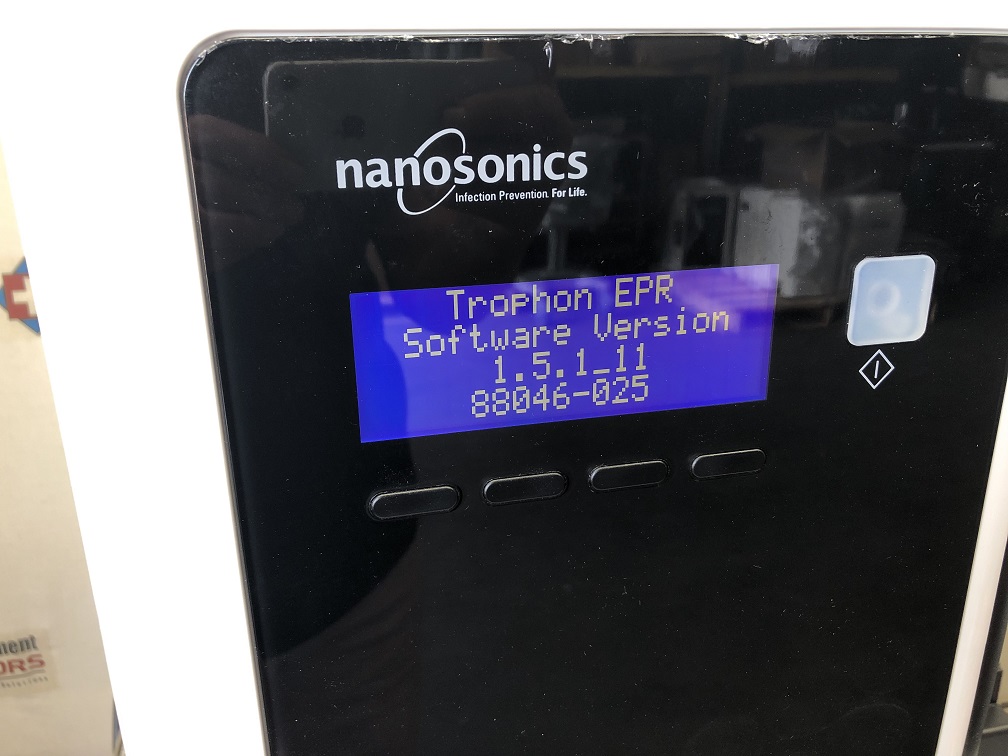 nanosonics
Infection Prevention. For Life.
Trophon EPR
Software Version
1.5.1_11
88046-025